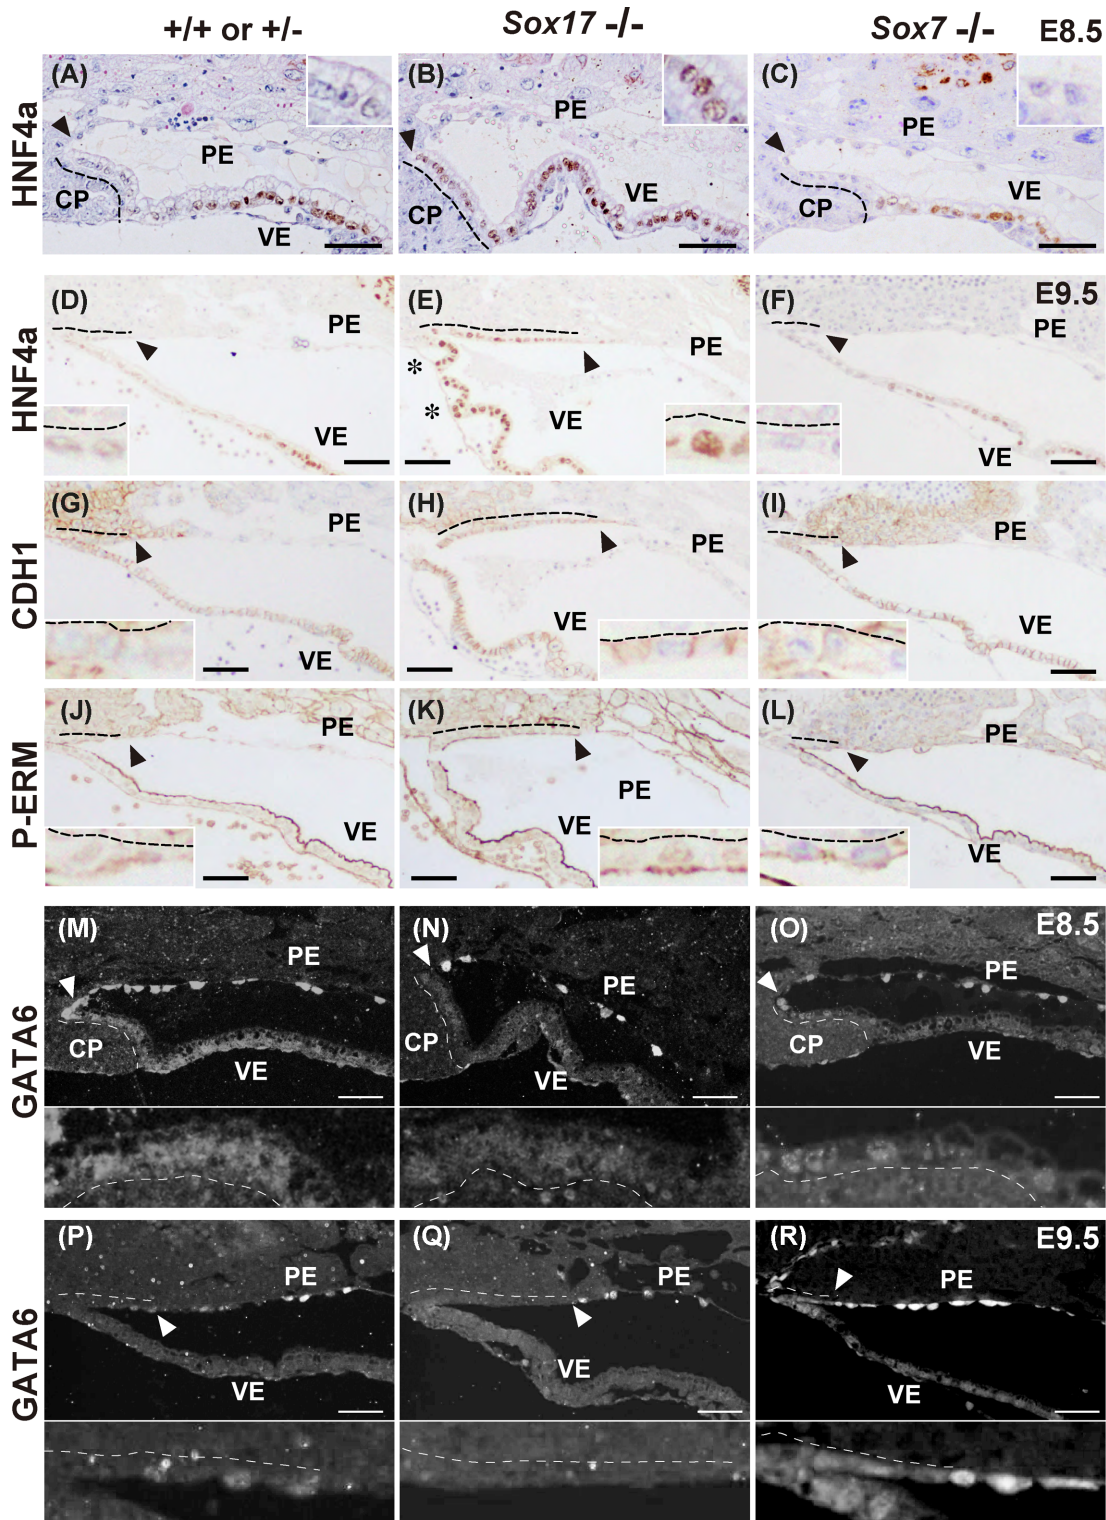 +/+ or +/- Sox17 -/- Sox7 -/- E8.5
HNF4a
(A) PE CP VE
(B) PE CP VE
(C) PE CP VE
HNF4a
(D) PE VE
(E) PE VE * *
(F) E9.5 PE VE
CDH1
(G) PE VE
(H) PE VE
(I) PE VE
P-ERM
(J) PE VE
(K) PE VE
(L) PE VE
GATA6
(M) PE CP VE
(N) PE CP VE
(O) E8.5 PE CP VE
GATA6
(P) PE VE
(Q) PE VE
(R) E9.5 PE VE